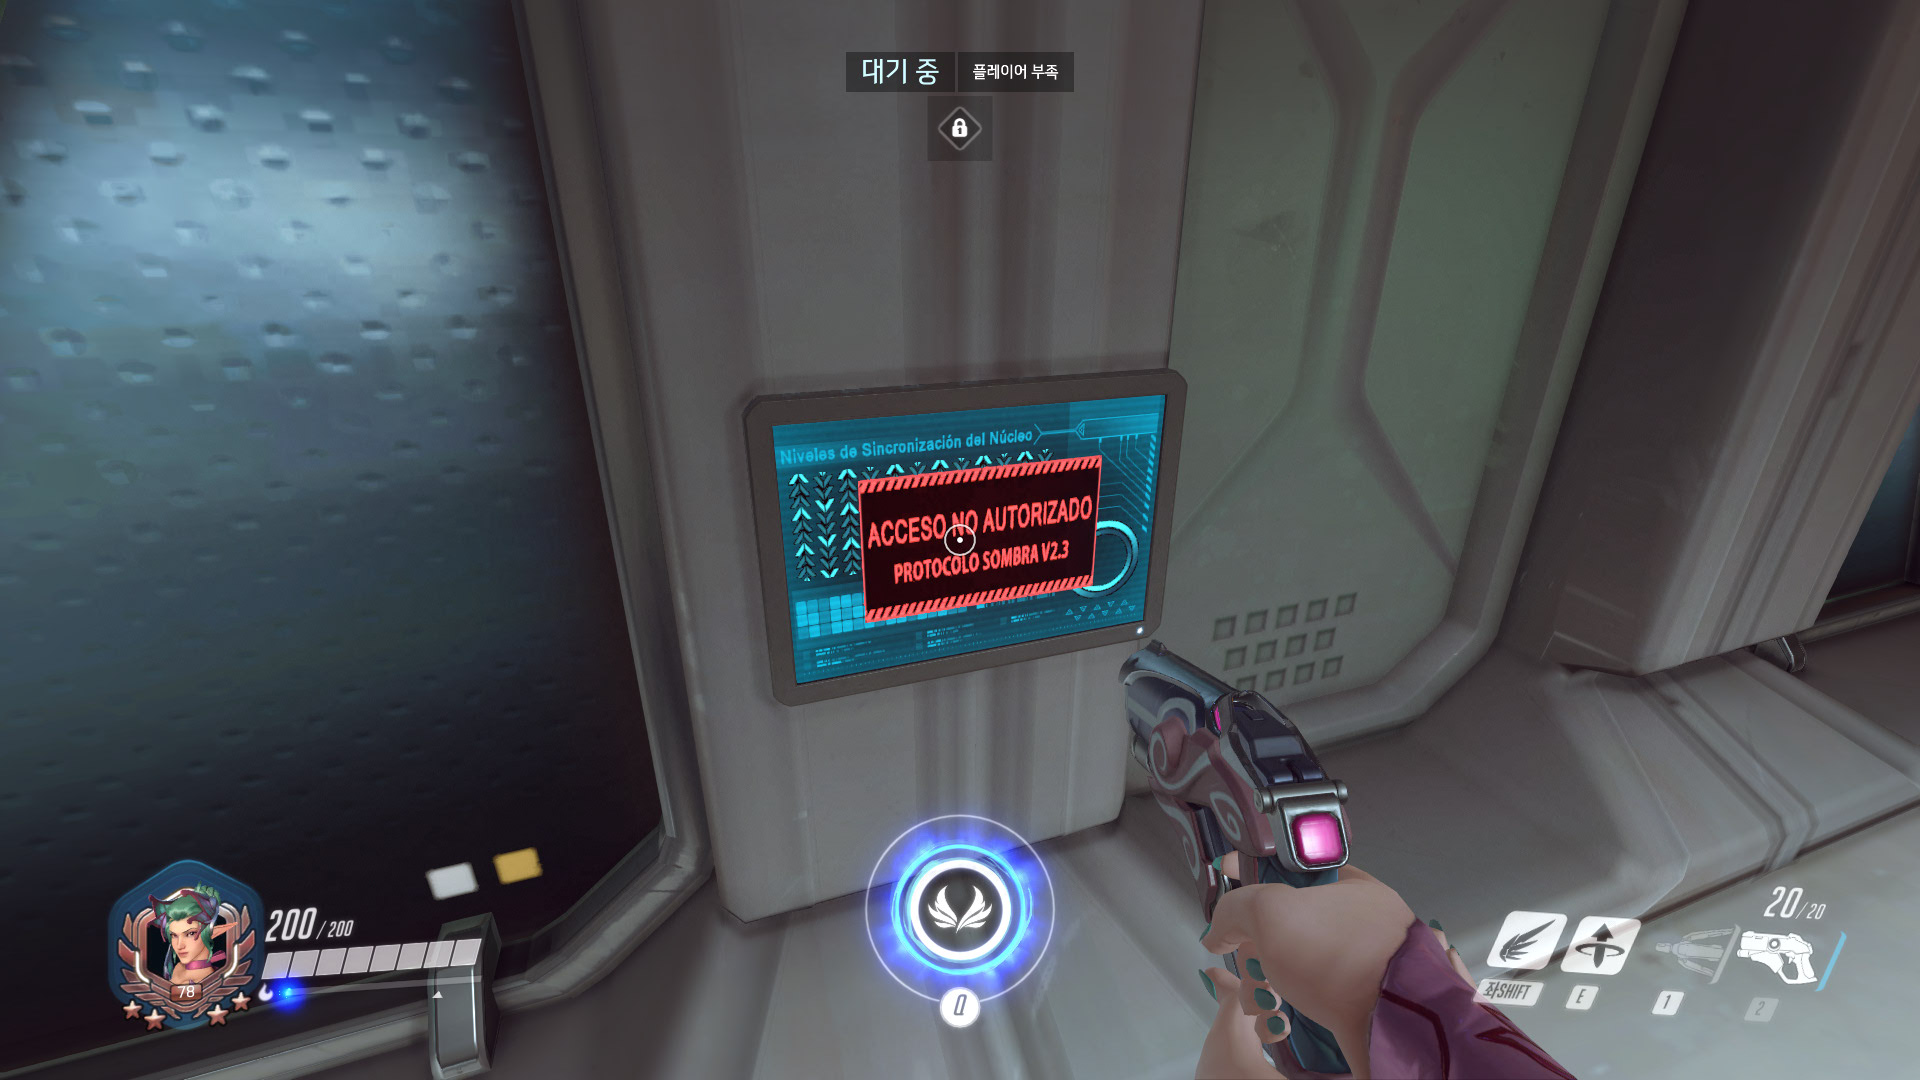 대기 중
플레이어 부족
Niveles de Sincronización del Núcleo
ACCESO NO AUTORIZADO
PROTOCOLO SOMBRA V2.3
78
200/200
Q
20/20
좌SHIFT
E
1
2